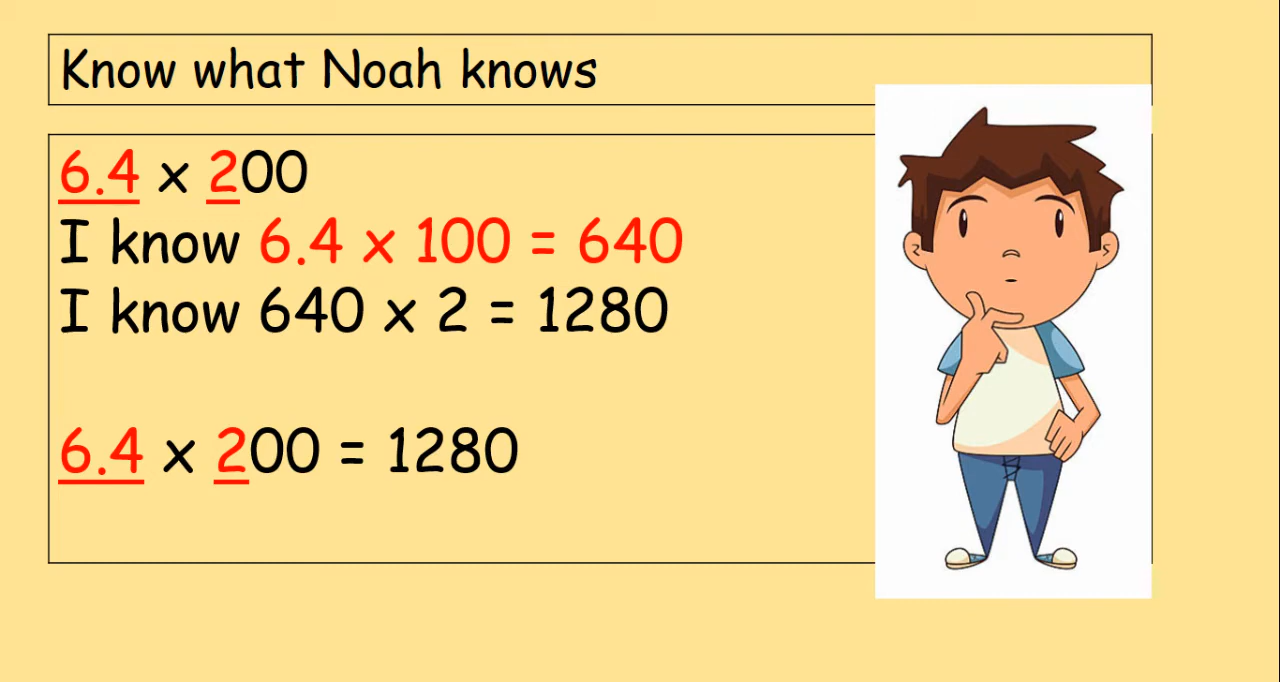 Know what Noah knows
6.4 x 200
I know 6.4 x 100 = 640
I know 640 x 2 = 1280
6.4 x 200 = 1280